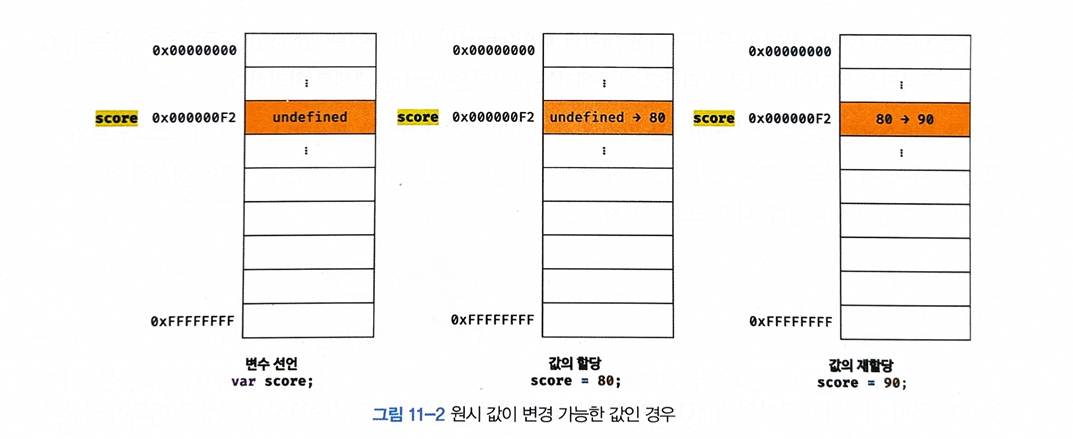 0x00000000 0x00000000 0x00000000
score 0x000000F2 undefined score 0x000000F2 undefined → 80 score 0x000000F2 80 → 90
0xFFFFFFFF 0xFFFFFFFF 0xFFFFFFFF
변수 선언 값의 할당 값의 재할당
var score; score = 80; score = 90;
그림 11-2 원시 값이 변경 가능한 값인 경우